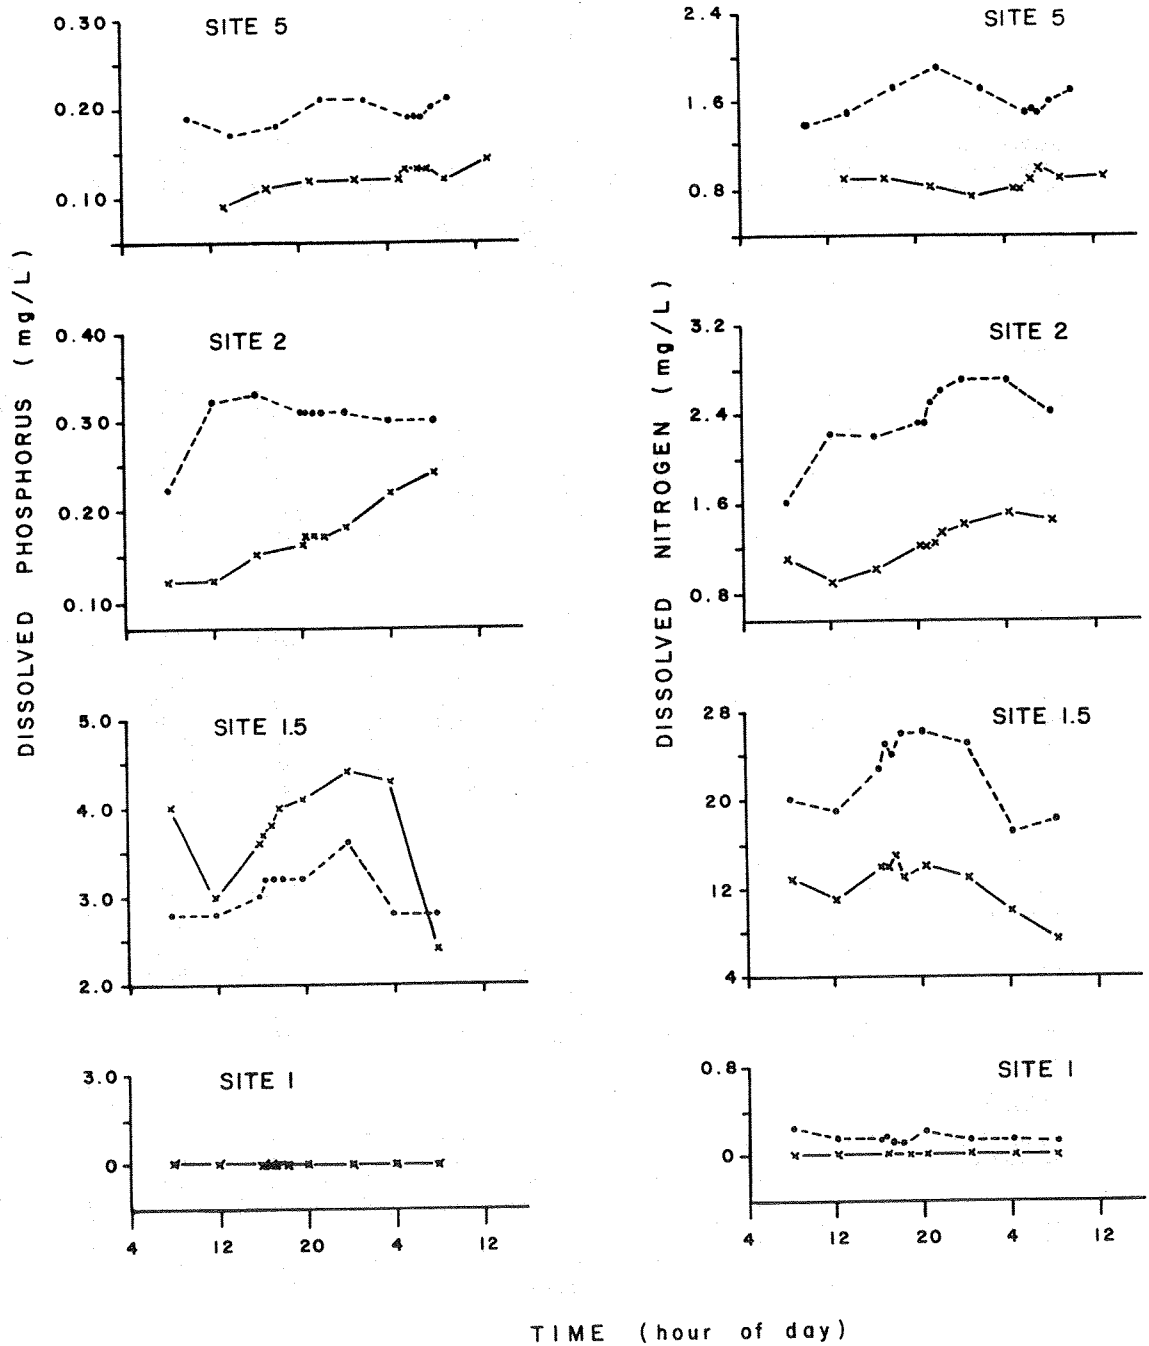 DISSOLVED PHOSPHORUS (mg/L)
SITE 5
0.30
0.20
0.10
SITE 2
0.40
0.30
0.20
0.10
SITE 1.5
5.0
4.0
3.0
2.0
SITE 1
3.0
0
4 12 20 4 12
DISSOLVED NITROGEN (mg/L)
SITE 5
2.4
1.6
0.8
SITE 2
3.2
2.4
1.6
0.8
SITE 1.5
28
20
12
4
SITE 1
0.8
0
4 12 20 4 12
TIME (hour of day)